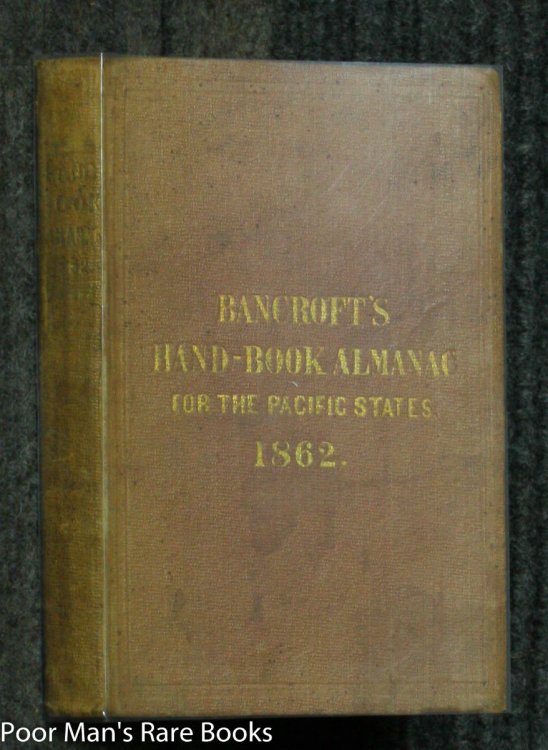 BANCROFT'S
HAND-BOOK ALMANAC
FOR THE PACIFIC STATES
1862.
Poor Man's Rare Books